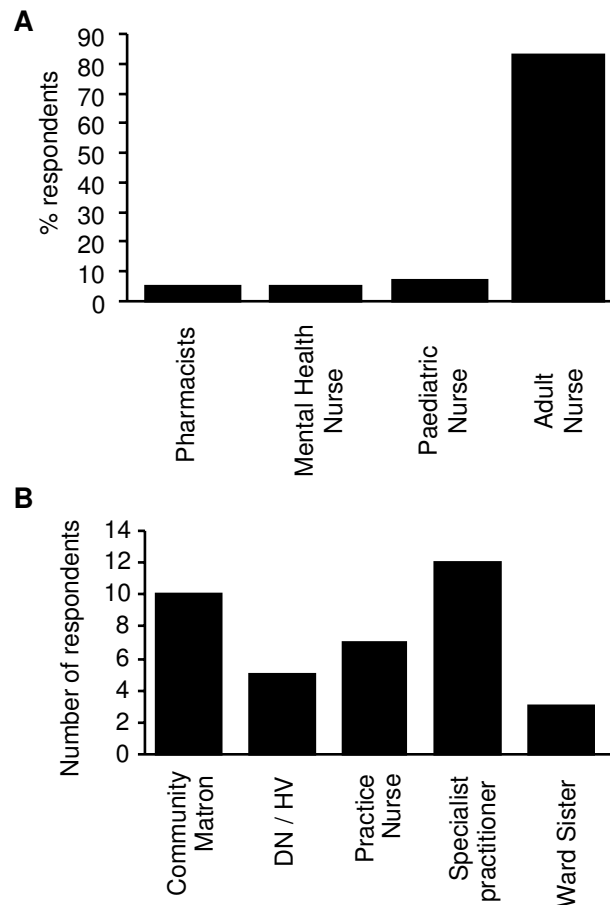 A
% respondents
90
80
70
60
50
40
30
20
10
0
Pharmacists
Mental Health
Nurse
Paediatric
Nurse
Adult
Nurse
B
Number of respondents
14
12
10
8
6
4
2
0
Community
Matron
DN / HV
Practice
Nurse
Specialist
practitioner
Ward Sister